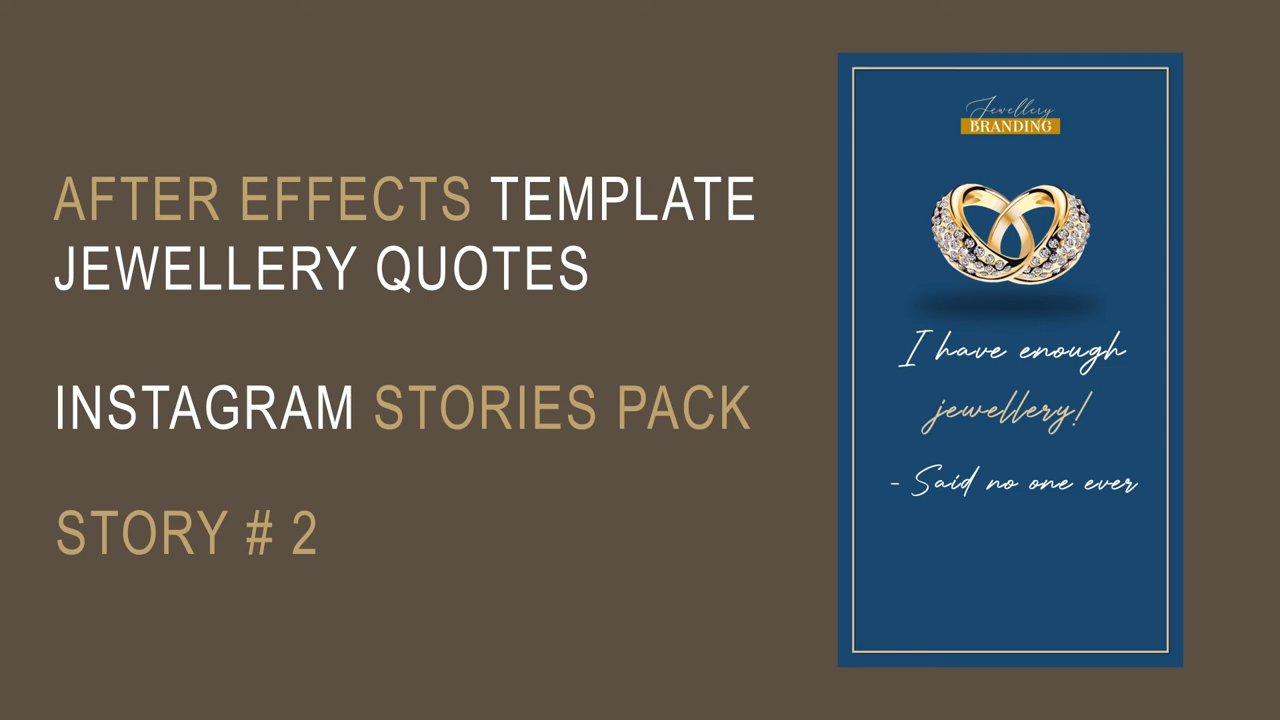 AFTER EFFECTS TEMPLATE
JEWELLERY QUOTES
INSTAGRAM STORIES PACK
STORY # 2
Jewellery
BRANDING
I have enough
jewellery!
- Said no one ever